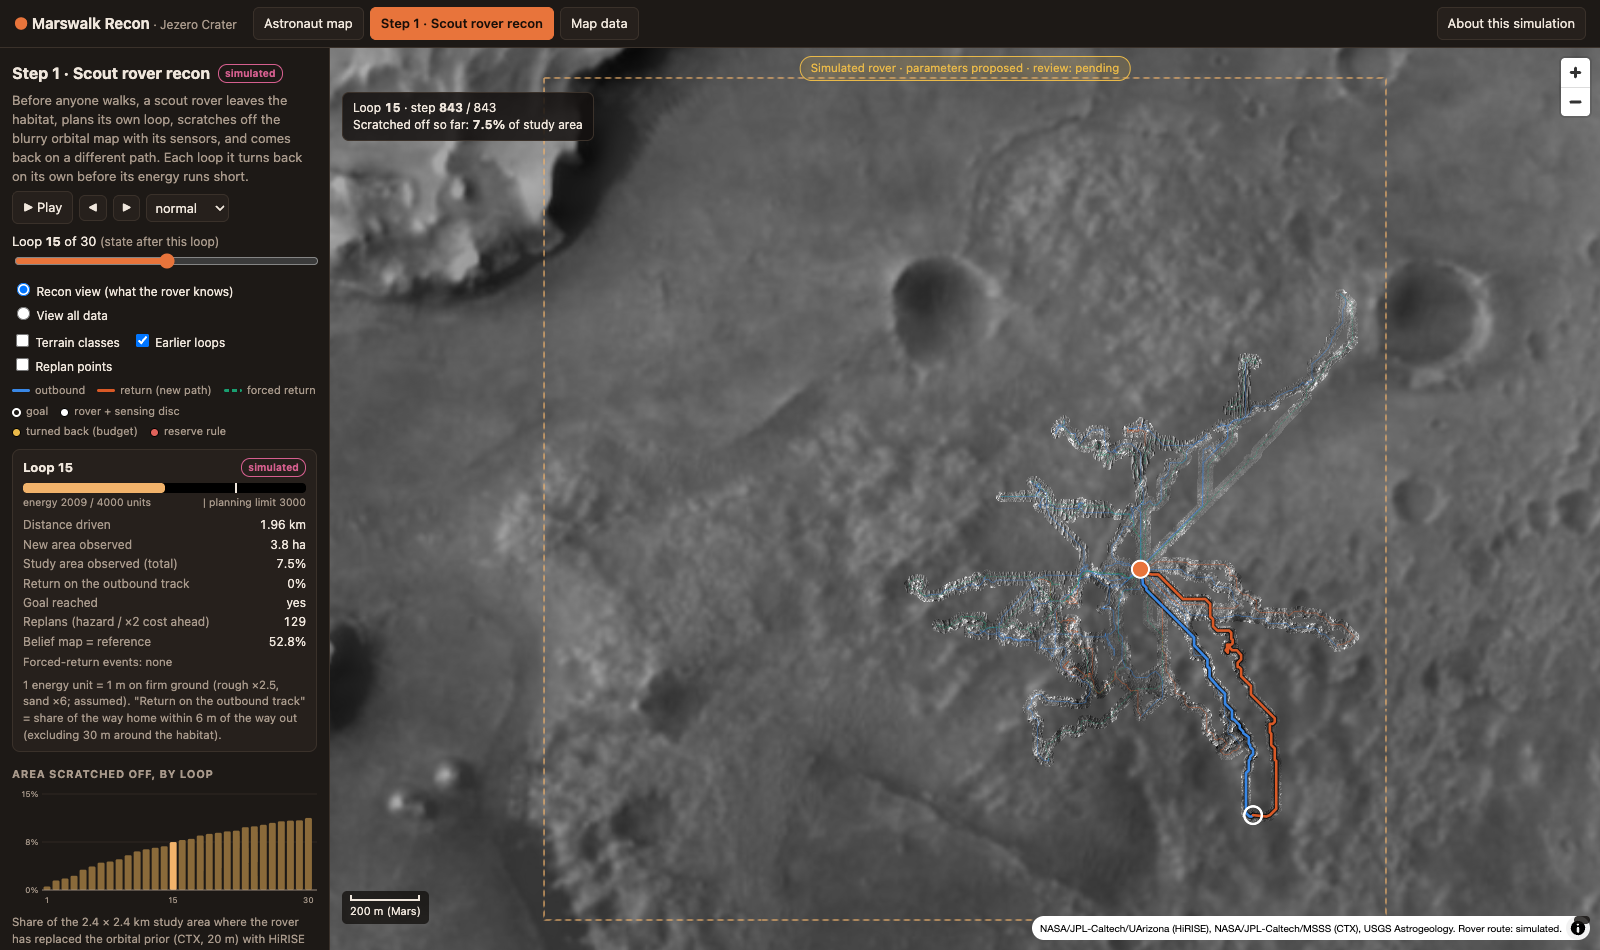 Marswalk Recon · Jezero Crater
Astronaut map
Step 1 · Scout rover recon
Map data
About this simulation
Step 1 · Scout rover recon
simulated
Before anyone walks, a scout rover leaves the
habitat, plans its own loop, scratches off the
blurry orbital map with its sensors, and comes
back on a different path. Each loop it turns back
on its own before its energy runs short.
Play
normal
Loop 15 of 30 (state after this loop)
Recon view (what the rover knows)
View all data
Terrain classes
Earlier loops
Replan points
outbound
return (new path)
forced return
goal
rover + sensing disc
turned back (budget)
reserve rule
Loop 15
simulated
energy 2009 / 4000 units
| planning limit 3000
Distance driven 1.96 km
New area observed 3.8 ha
Study area observed (total) 7.5%
Return on the outbound track 0%
Goal reached yes
Replans (hazard / ×2 cost ahead) 129
Belief map = reference 52.8%
Forced-return events: none
1 energy unit = 1 m on firm ground (rough ×2.5,
sand ×6; assumed). "Return on the outbound track"
= share of the way home within 6 m of the way out
(excluding 30 m around the habitat).
AREA SCRATCHED OFF, BY LOOP
15%
8%
0%
1
15
30
Share of the 2.4 × 2.4 km study area where the rover
has replaced the orbital prior (CTX, 20 m) with HiRISE
Simulated rover · parameters proposed · review: pending
Loop 15 · step 843 / 843
Scratched off so far: 7.5% of study area
+
−
200 m (Mars)
NASA/JPL-Caltech/UArizona (HiRISE), NASA/JPL-Caltech/MSSS (CTX), USGS Astrogeology. Rover route: simulated.